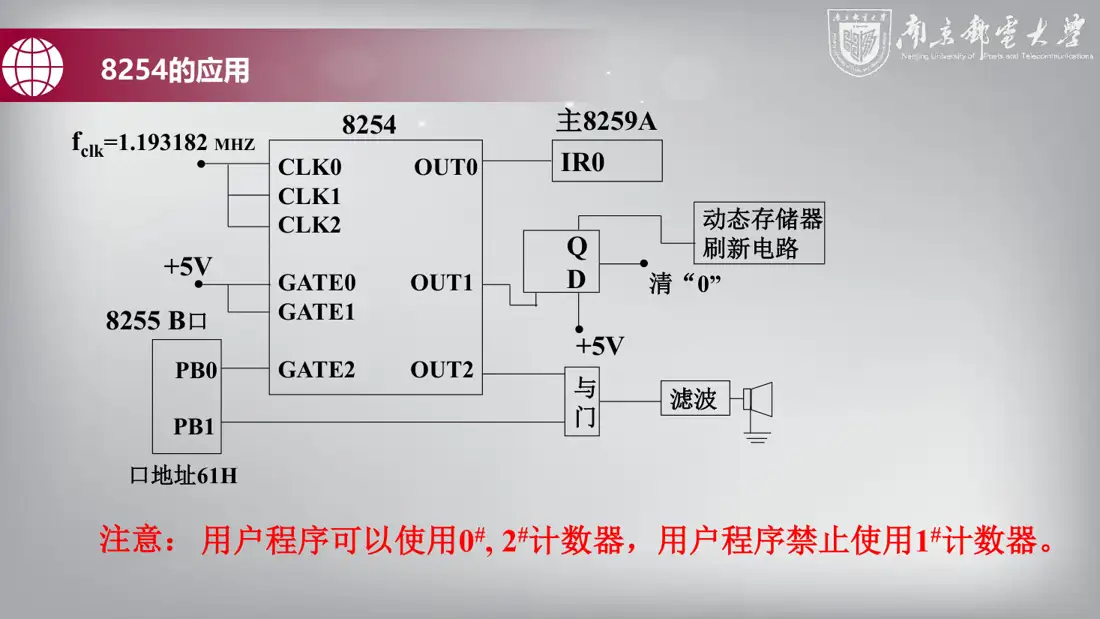 南京邮电大学
Nanjing University of Posts and Telecommunications
8254的应用
fclk=1.193182 MHZ
8254
主8259A
CLK0
OUT0
IR0
CLK1
CLK2
动态存储器
刷新电路
Q
D
清“0”
+5V
+5V
GATE0
OUT1
GATE1
8255 B口
PB0
GATE2
OUT2
与
门
滤波
PB1
口地址61H
注意： 用户程序可以使用0#, 2#计数器，用户程序禁止使用1#计数器。